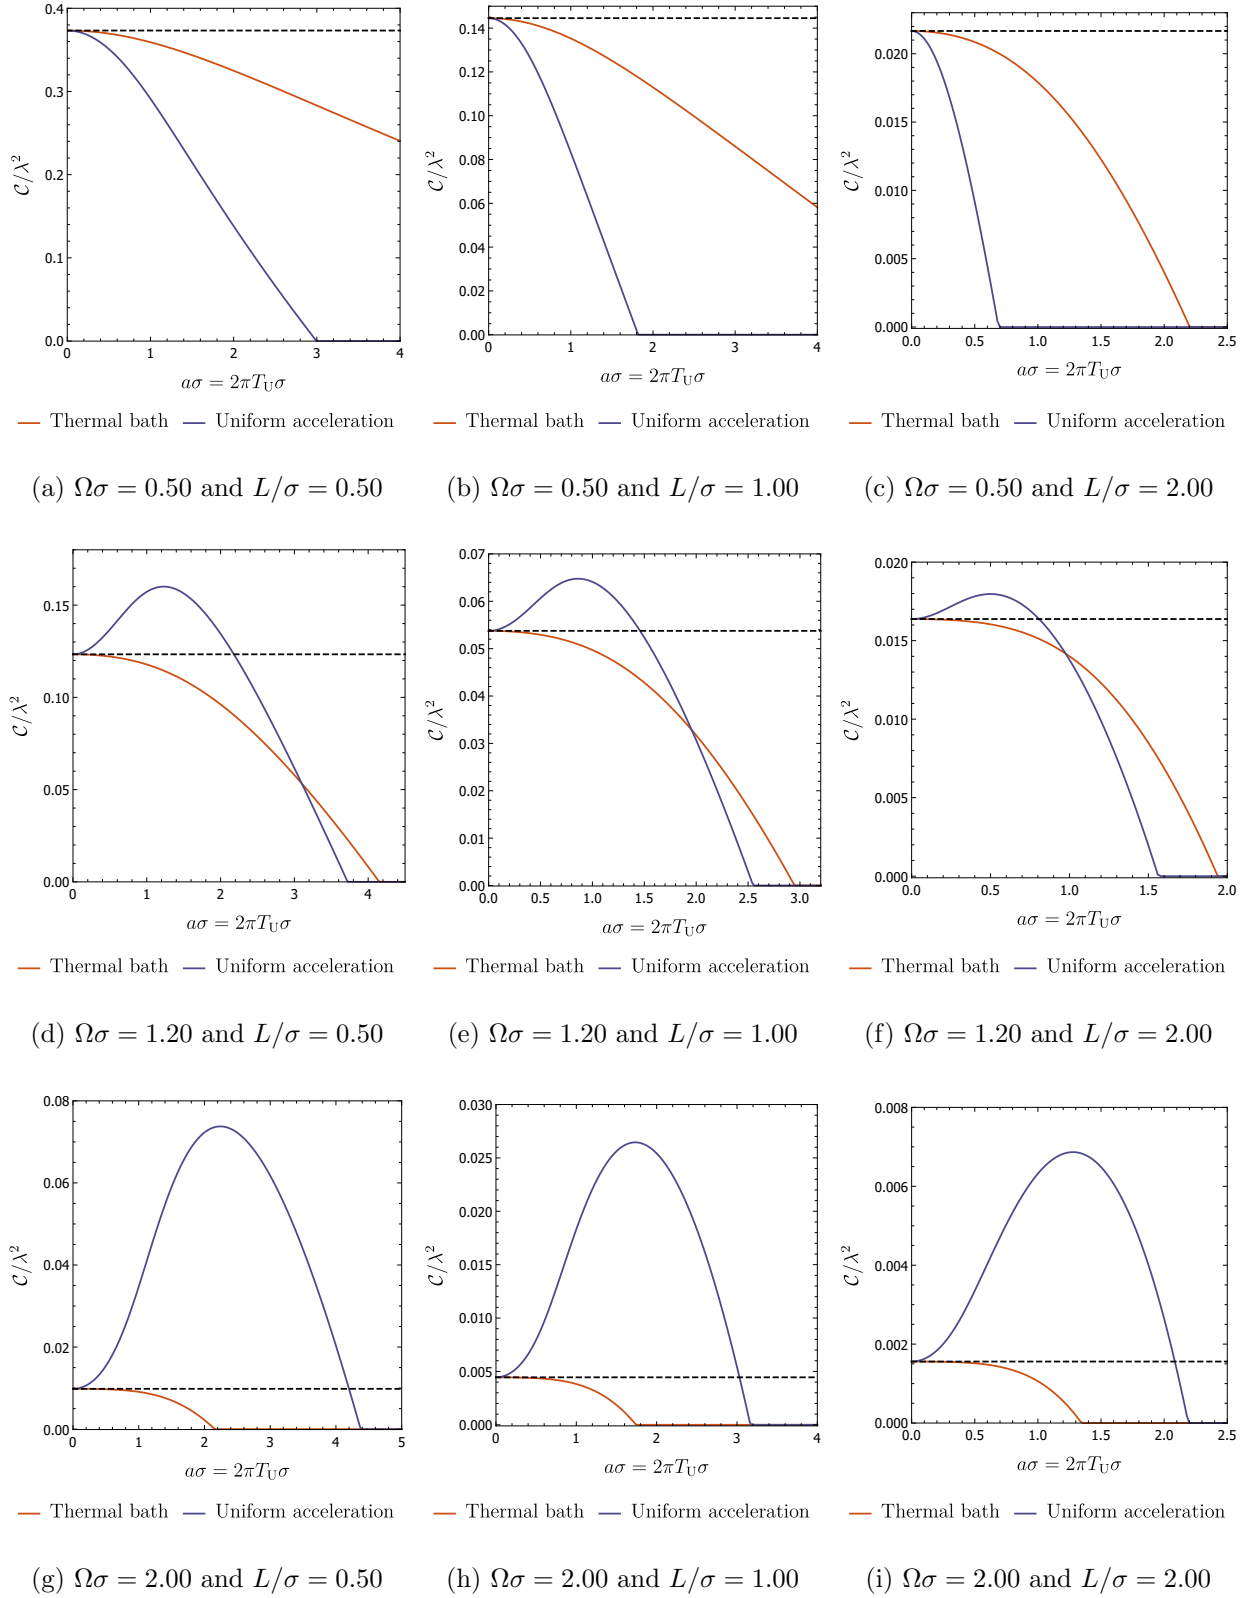 0.4
0.3
0.2
0.1
0.0
0 1 2 3 4
C/λ²
aσ = 2πT_Uσ
Thermal bath Uniform acceleration
(a) Ωσ = 0.50 and L/σ = 0.50
0.14
0.12
0.10
0.08
0.06
0.04
0.02
0.00
0 1 2 3 4
C/λ²
aσ = 2πT_Uσ
Thermal bath Uniform acceleration
(b) Ωσ = 0.50 and L/σ = 1.00
0.020
0.015
0.010
0.005
0.000
0.0 0.5 1.0 1.5 2.0 2.5
C/λ²
aσ = 2πT_Uσ
Thermal bath Uniform acceleration
(c) Ωσ = 0.50 and L/σ = 2.00
0.15
0.10
0.05
0.00
0 1 2 3 4
C/λ²
aσ = 2πT_Uσ
Thermal bath Uniform acceleration
(d) Ωσ = 1.20 and L/σ = 0.50
0.07
0.06
0.05
0.04
0.03
0.02
0.01
0.00
0.0 0.5 1.0 1.5 2.0 2.5 3.0
C/λ²
aσ = 2πT_Uσ
Thermal bath Uniform acceleration
(e) Ωσ = 1.20 and L/σ = 1.00
0.020
0.015
0.010
0.005
0.000
0.0 0.5 1.0 1.5 2.0
C/λ²
aσ = 2πT_Uσ
Thermal bath Uniform acceleration
(f) Ωσ = 1.20 and L/σ = 2.00
0.08
0.06
0.04
0.02
0.00
0 1 2 3 4 5
C/λ²
aσ = 2πT_Uσ
Thermal bath Uniform acceleration
(g) Ωσ = 2.00 and L/σ = 0.50
0.030
0.025
0.020
0.015
0.010
0.005
0.000
0 1 2 3 4
C/λ²
aσ = 2πT_Uσ
Thermal bath Uniform acceleration
(h) Ωσ = 2.00 and L/σ = 1.00
0.008
0.006
0.004
0.002
0.000
0.0 0.5 1.0 1.5 2.0 2.5
C/λ²
aσ = 2πT_Uσ
Thermal bath Uniform acceleration
(i) Ωσ = 2.00 and L/σ = 2.00